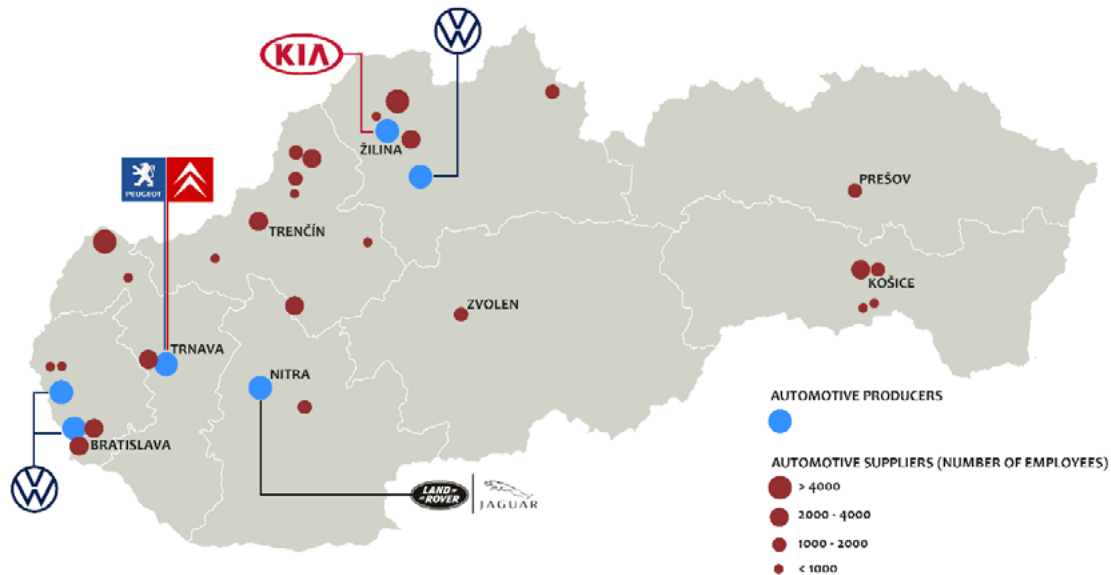 KIA
ŽILINA
PEUGEOT
PREŠOV
TRENČÍN
KOŠICE
ZVOLEN
TRNAVA
NITRA
AUTOMOTIVE PRODUCERS
BRATISLAVA
AUTOMOTIVE SUPPLIERS (NUMBER OF EMPLOYEES)
> 4000
LAND-
ROVER
JAGUAR
2000 - 4000
1000 - 2000
< 1000